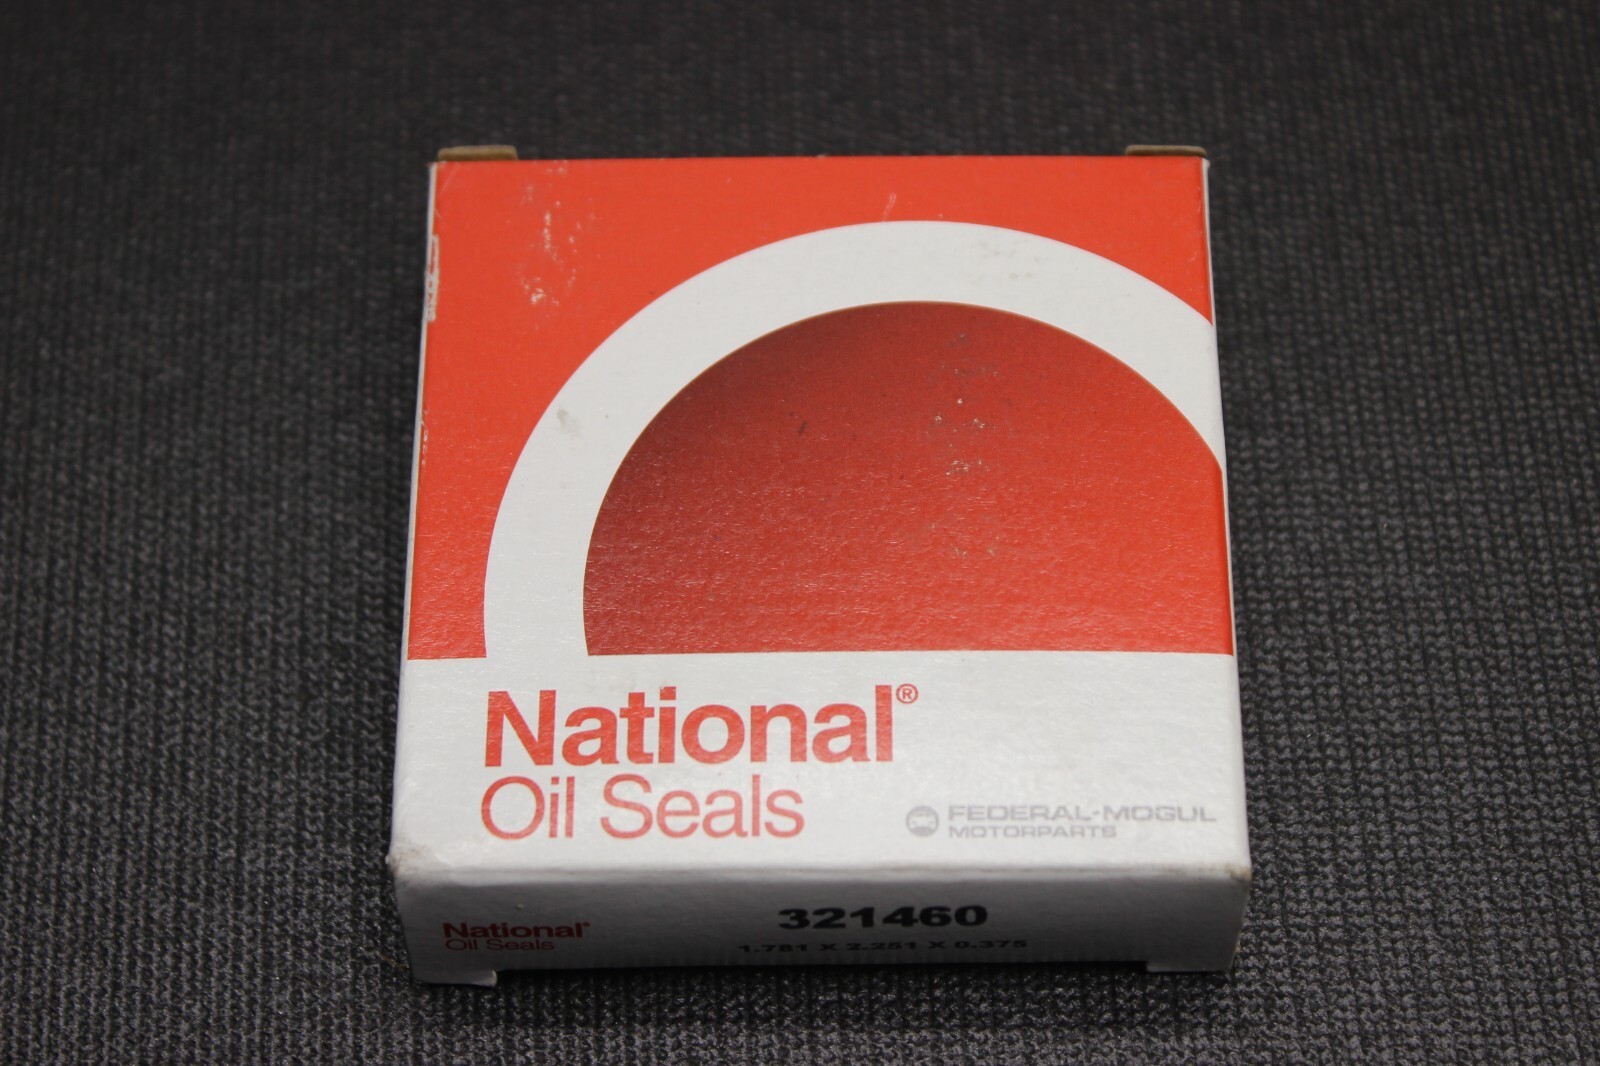 National®
Oil Seals
FEDERAL-MOGUL
MOTORPARTS
National®
Oil Seals
321460
1.781 X 2.251 X 0.375